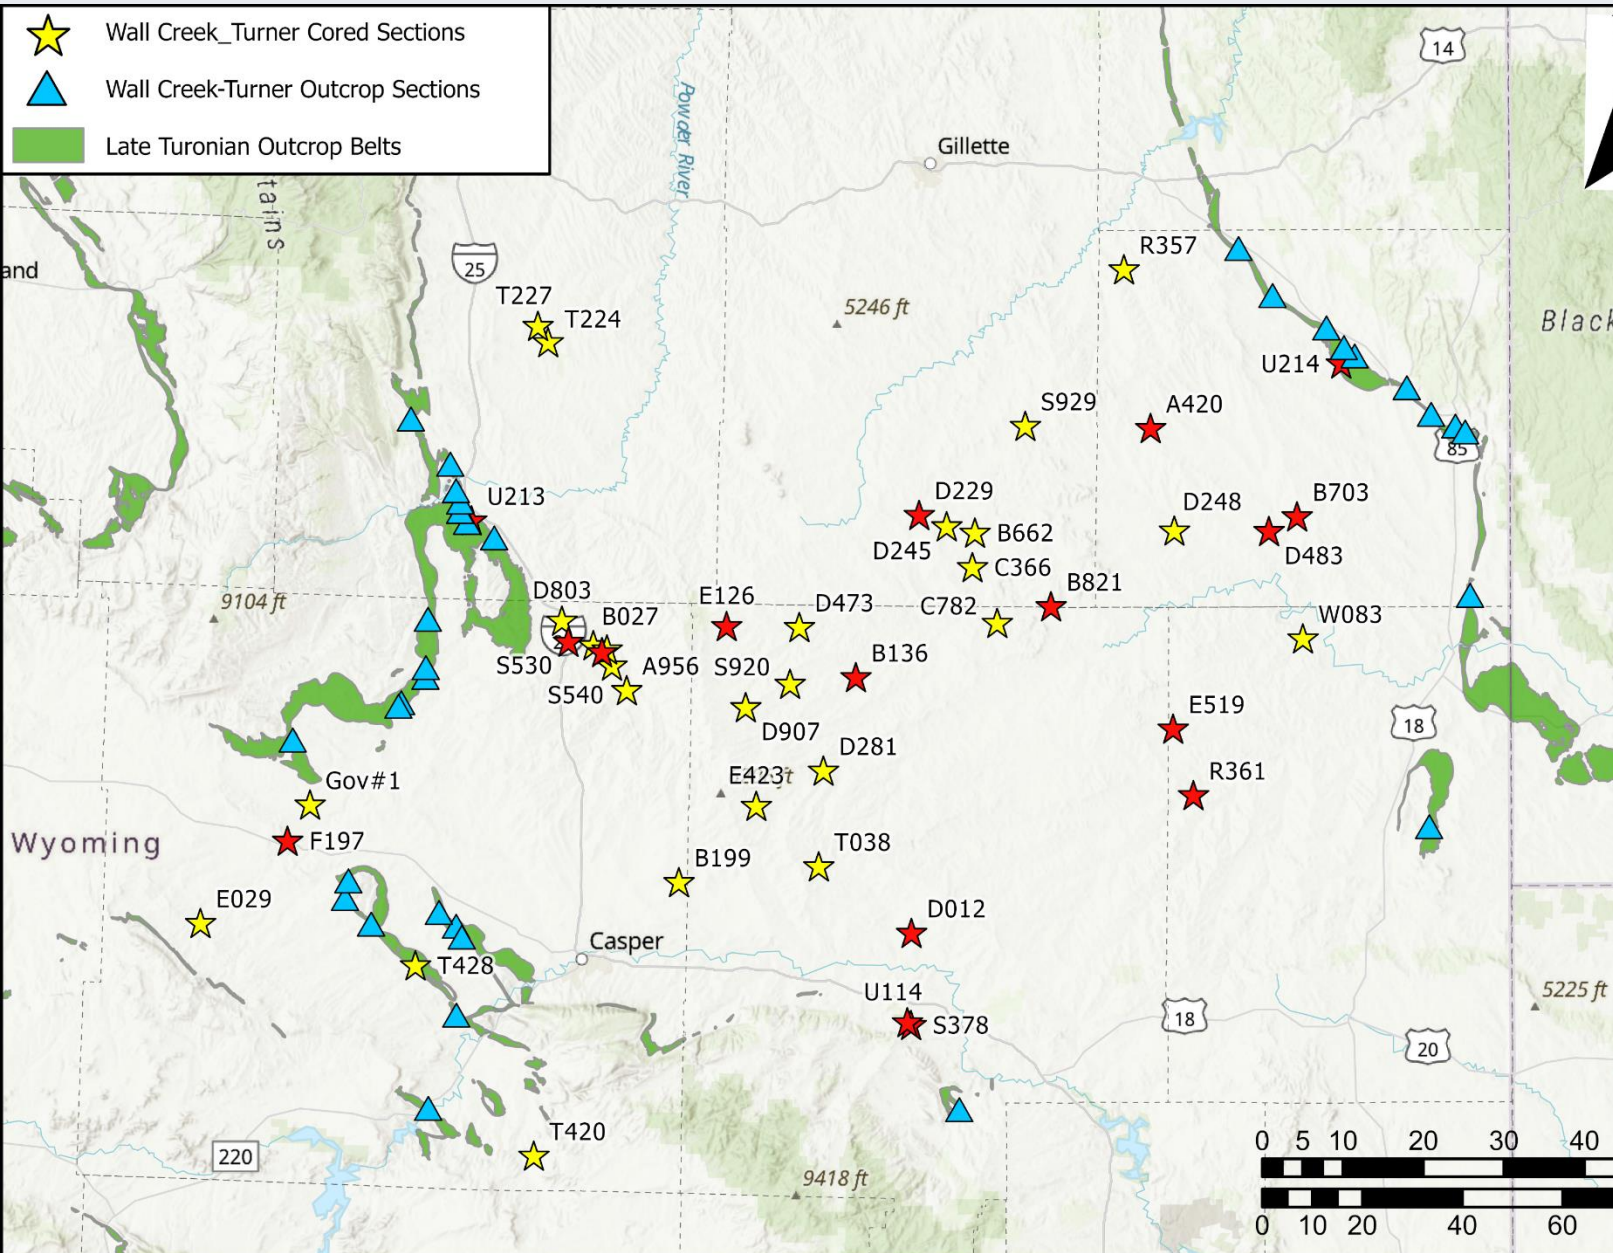 Wall Creek_Turner Cored Sections
Wall Creek-Turner Outcrop Sections
Late Turonian Outcrop Belts
14
Powder River
Gillette
tains
and
25
R357
T227
T224
5246 ft
Black
U214
S929
A420
85
U213
D229
D248
B703
D245
B662
D483
C366
9104 ft
D803
B027
E126
D473
C782
B821
W083
S530
A956
S920
B136
S540
D907
E519
18
D281
Gov#1
E423
ft
R361
Wyoming
F197
B199
T038
E029
D012
Casper
T428
U114
S378
5225 ft
18
20
T420
220
9418 ft
0 5 10 20 30 40
0 10 20 40 60